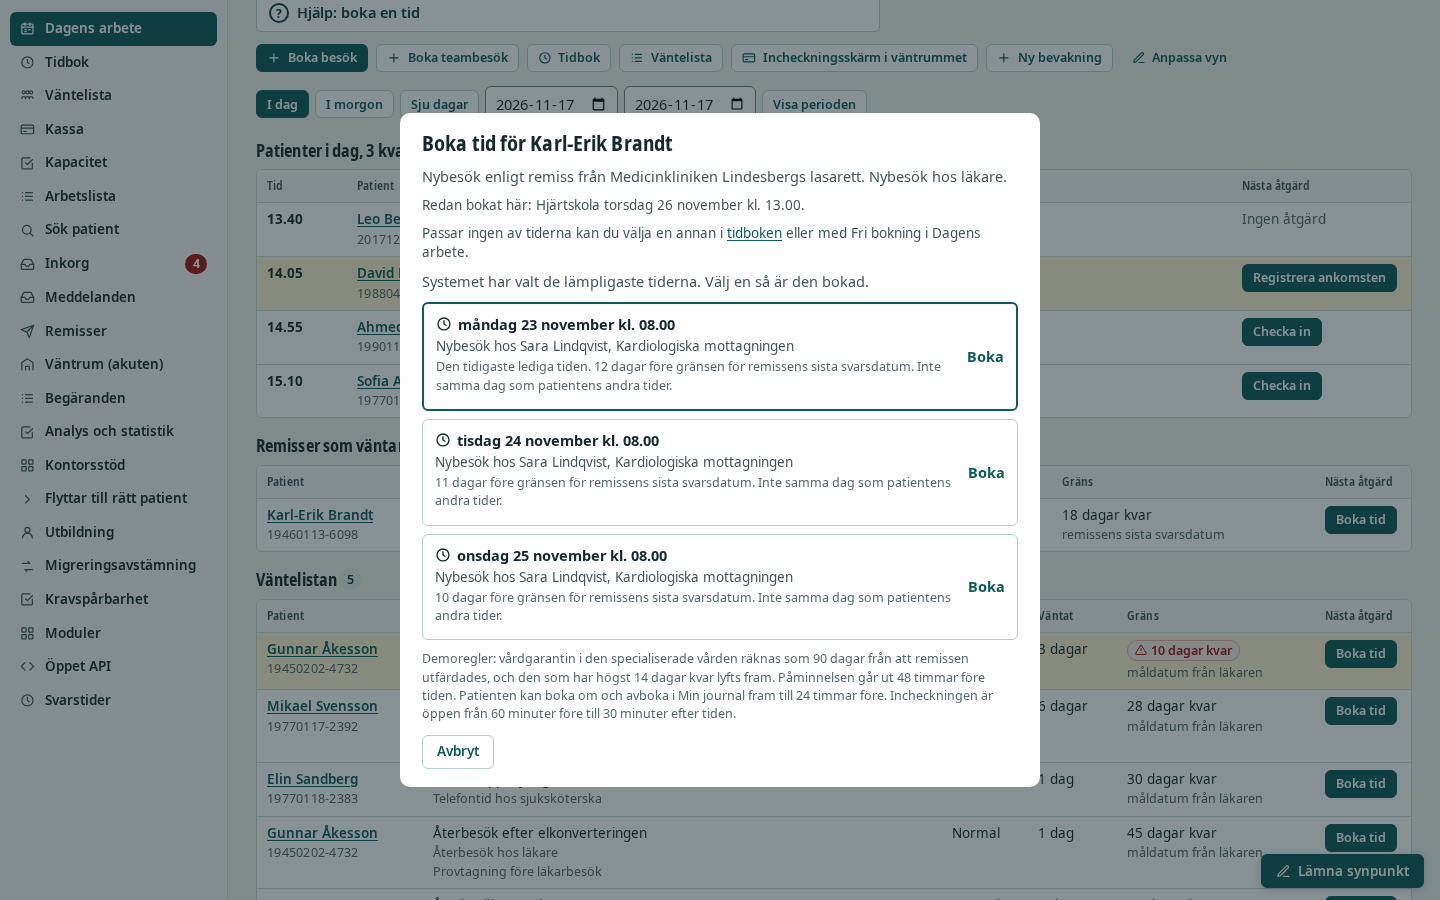 Dagens arbete
Tidbok
Väntelista
Kassa
Kapacitet
Arbetslista
Sök patient
Inkorg 4
Meddelanden
Remisser
Väntrum (akuten)
Begäranden
Analys och statistik
Kontorsstöd
Flyttar till rätt patient
Utbildning
Migreringsavstämning
Kravspårbarhet
Moduler
Öppet API
Svarstider
? Hjälp: boka en tid
Boka besök
Boka teambesök
Tidbok
Väntelista
Incheckningsskärm i väntrummet
Ny bevakning
Anpassa vyn
I dag
I morgon
Sju dagar
2026-11-17
2026-11-17
Visa perioden
Patienter i dag, 3 kva
Tid Patient Nästa åtgärd
13.40 Leo Be Ingen åtgärd
201712
14.05 David Registrera ankomsten
198804
14.55 Ahmed Checka in
199011
15.10 Sofia A Checka in
197701
Remisser som vänta
Patient Gräns Nästa åtgärd
Karl-Erik Brandt 18 dagar kvar Boka tid
19460113-6098 remissens sista svarsdatum
Väntelistan 5
Patient Väntat Gräns Nästa åtgärd
Gunnar Åkesson 3 dagar 10 dagar kvar Boka tid
19450202-4732 måldatum från läkaren
Mikael Svensson 6 dagar 28 dagar kvar Boka tid
19770117-2392 måldatum från läkaren
Elin Sandberg 1 dag 30 dagar kvar Boka tid
19770118-2383 Telefontid hos sjuksköterska måldatum från läkaren
Gunnar Åkesson Återbesök efter elkonverteringen Normal 1 dag 45 dagar kvar Boka tid
19450202-4732 Återbesök hos läkare måldatum från läkaren
Provtagning före läkarbesök
Lämna synpunkt
Boka tid för Karl-Erik Brandt
Nybesök enligt remiss från Medicinkliniken Lindesbergs lasarett. Nybesök hos läkare.
Redan bokat här: Hjärtskola torsdag 26 november kl. 13.00.
Passar ingen av tiderna kan du välja en annan i tidboken eller med Fri bokning i Dagens
arbete.
Systemet har valt de lämpligaste tiderna. Välj en så är den bokad.
måndag 23 november kl. 08.00
Nybesök hos Sara Lindqvist, Kardiologiska mottagningen
Den tidigaste lediga tiden. 12 dagar före gränsen för remissens sista svarsdatum. Inte
samma dag som patientens andra tider.
Boka
tisdag 24 november kl. 08.00
Nybesök hos Sara Lindqvist, Kardiologiska mottagningen
11 dagar före gränsen för remissens sista svarsdatum. Inte samma dag som patientens
andra tider.
Boka
onsdag 25 november kl. 08.00
Nybesök hos Sara Lindqvist, Kardiologiska mottagningen
10 dagar före gränsen för remissens sista svarsdatum. Inte samma dag som patientens
andra tider.
Boka
Demoregler: vårdgarantin i den specialiserade vården räknas som 90 dagar från att remissen
utfärdades, och den som har högst 14 dagar kvar lyfts fram. Påminnelsen går ut 48 timmar före
tiden. Patienten kan boka om och avboka i Min journal fram till 24 timmar före. Incheckningen är
öppen från 60 minuter före till 30 minuter efter tiden.
Avbryt